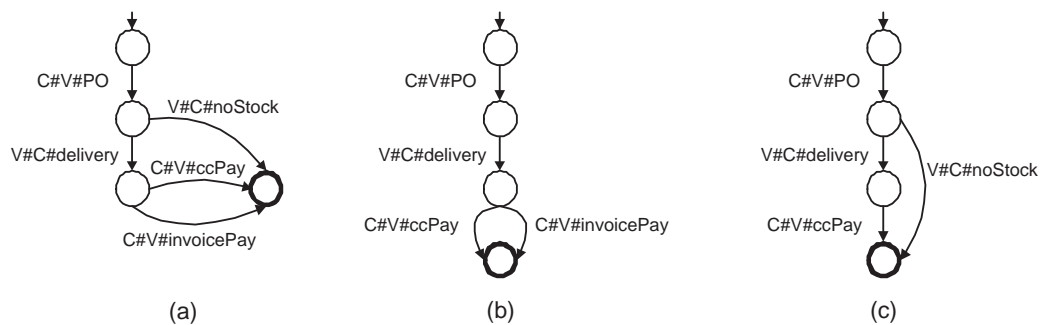 C#V#PO
V#C#noStock
V#C#delivery
C#V#ccPay
C#V#invoicePay
(a)
C#V#PO
V#C#delivery
C#V#ccPay
C#V#invoicePay
(b)
C#V#PO
V#C#delivery
V#C#noStock
C#V#ccPay
(c)